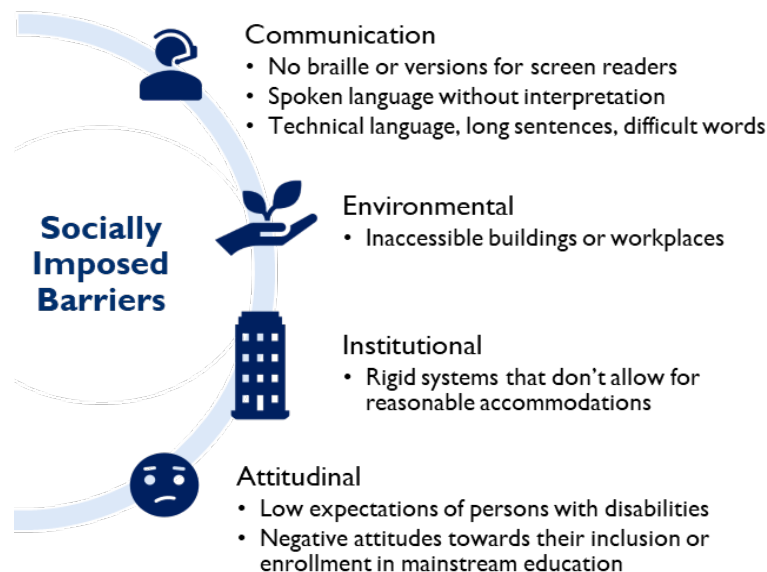 Socially
Imposed
Barriers
Communication
• No braille or versions for screen readers
• Spoken language without interpretation
• Technical language, long sentences, difficult words
Environmental
• Inaccessible buildings or workplaces
Institutional
• Rigid systems that don't allow for
reasonable accommodations
Attitudinal
• Low expectations of persons with disabilities
• Negative attitudes towards their inclusion or
enrollment in mainstream education